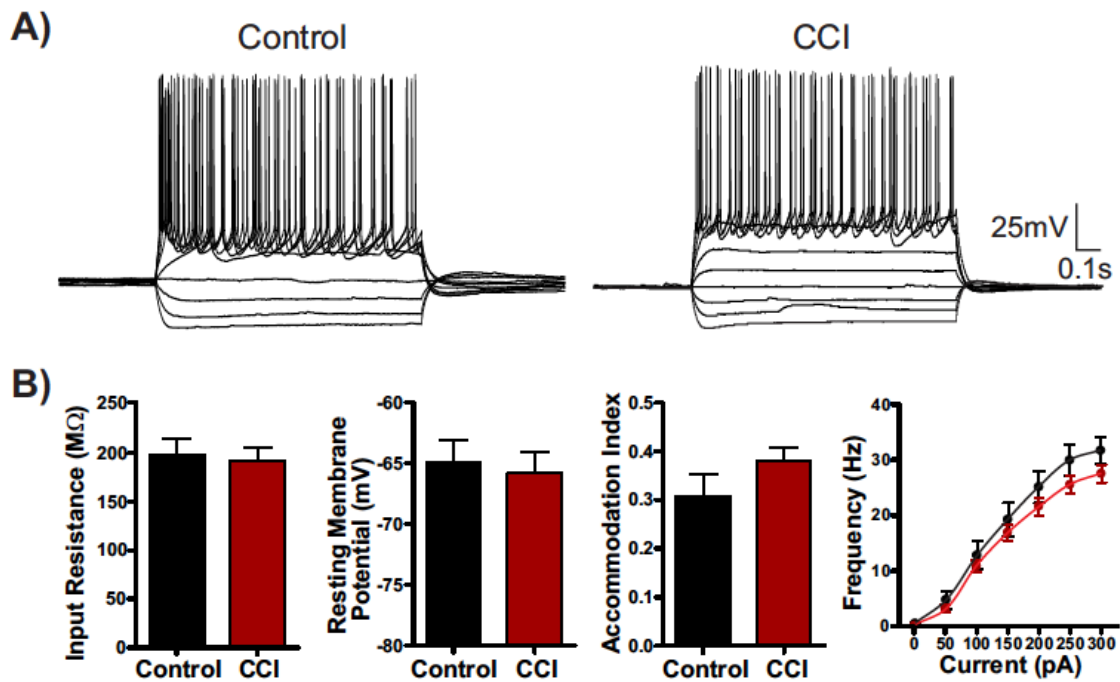 A)
Control
CCI
25mV
0.1s
B)
Input Resistance (MΩ)
250
200
150
100
50
0
Control
CCI
Resting Membrane
Potential (mV)
-60
-65
-70
-75
-80
Control
CCI
Accommodation Index
0.5
0.4
0.3
0.2
0.1
0.0
Control
CCI
Frequency (Hz)
40
30
20
10
0
0 50 100 150 200 250 300
Current (pA)